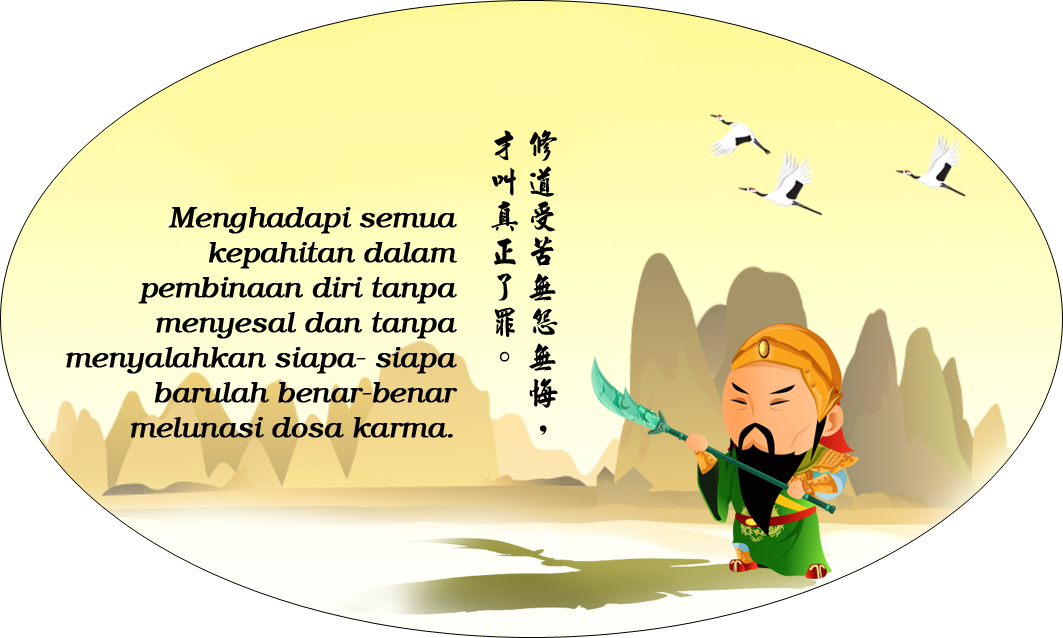 修道受苦無怨無悔，
才叫真正了罪。
Menghadapi semua
kepahitan dalam
pembinaan diri tanpa
menyesal dan tanpa
menyalahkan siapa- siapa
barulah benar-benar
melunasi dosa karma.